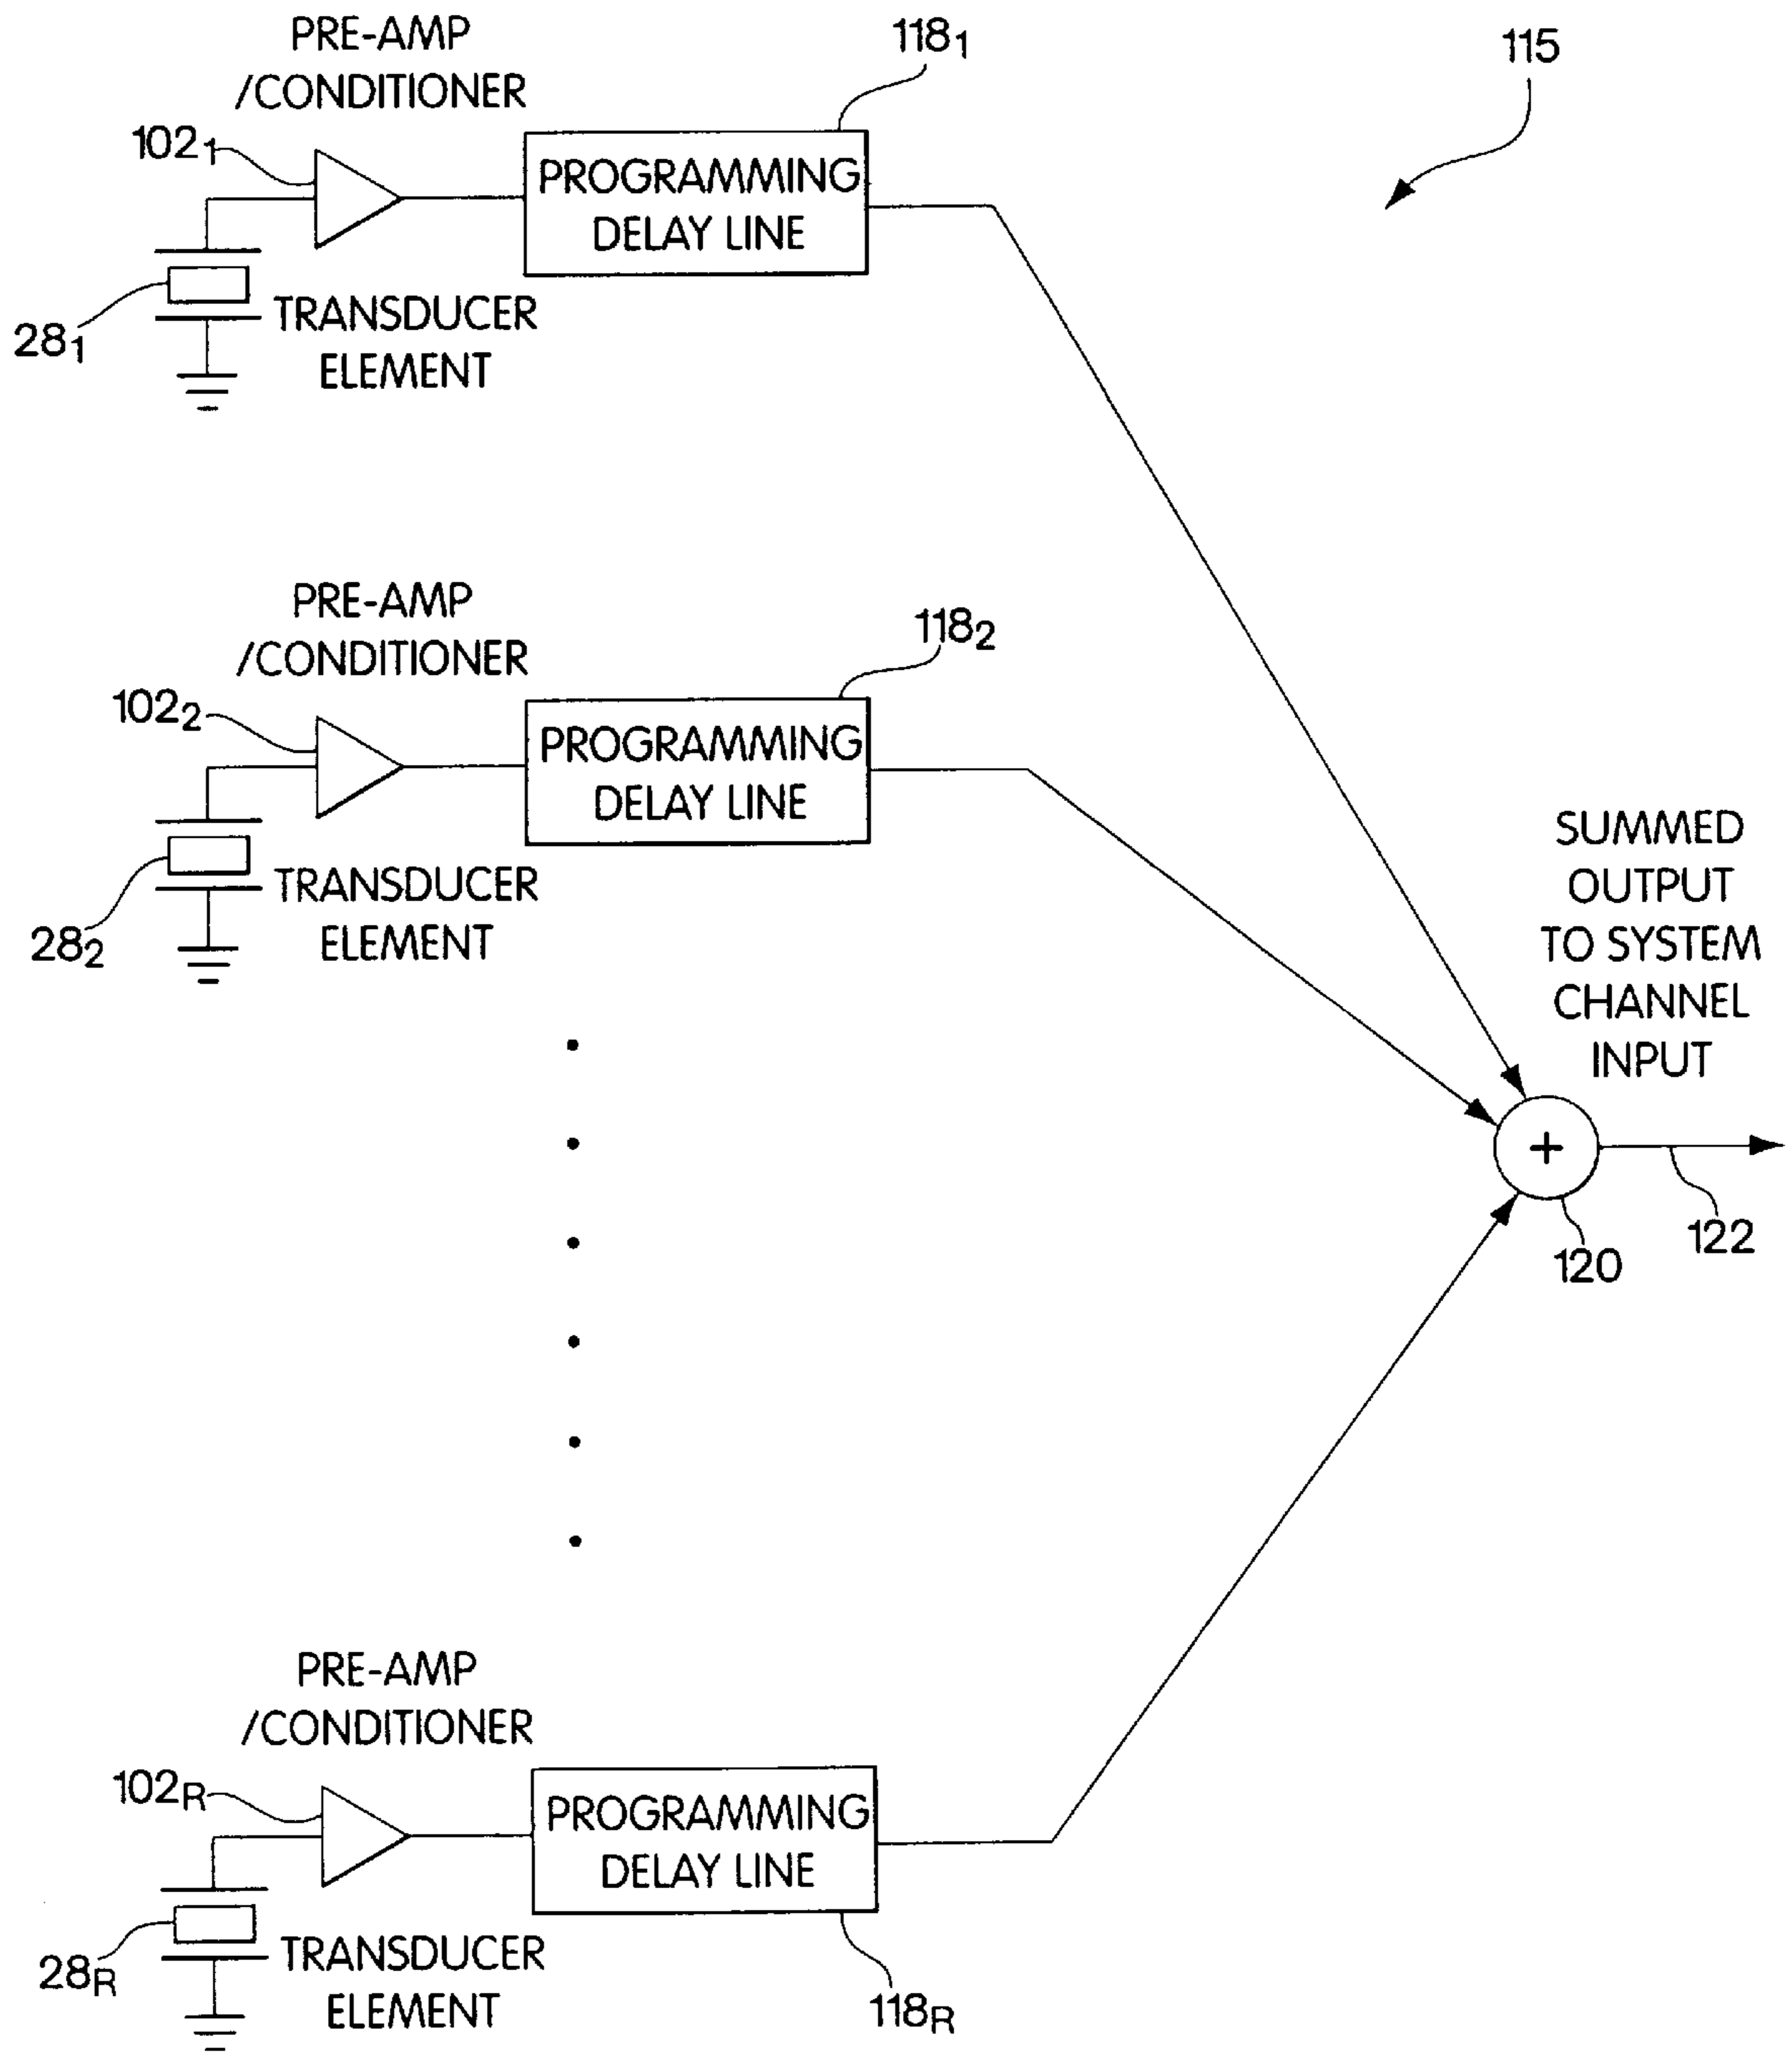 PRE-AMP
/CONDITIONER
118₁
115
102₁
PROGRAMMING
DELAY LINE
28₁
TRANSDUCER
ELEMENT
PRE-AMP
/CONDITIONER
118₂
102₂
PROGRAMMING
DELAY LINE
28₂
TRANSDUCER
ELEMENT
SUMMED
OUTPUT
TO SYSTEM
CHANNEL
INPUT
+
122
120
PRE-AMP
/CONDITIONER
102R
PROGRAMMING
DELAY LINE
28R
TRANSDUCER
ELEMENT
118R